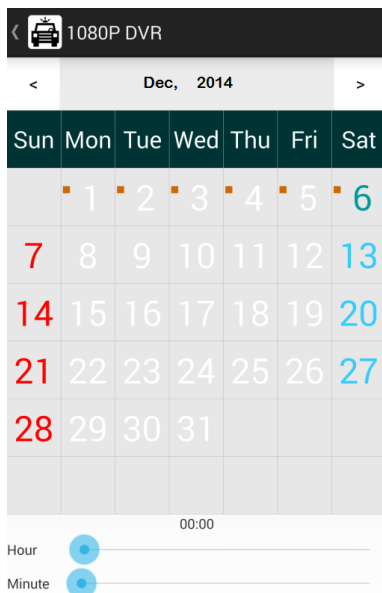 1080P DVR
< Dec, 2014 >
Sun Mon Tue Wed Thu Fri Sat
1 2 3 4 5 6
7 8 9 10 11 12 13
14 15 16 17 18 19 20
21 22 23 24 25 26 27
28 29 30 31
00:00
Hour
Minute